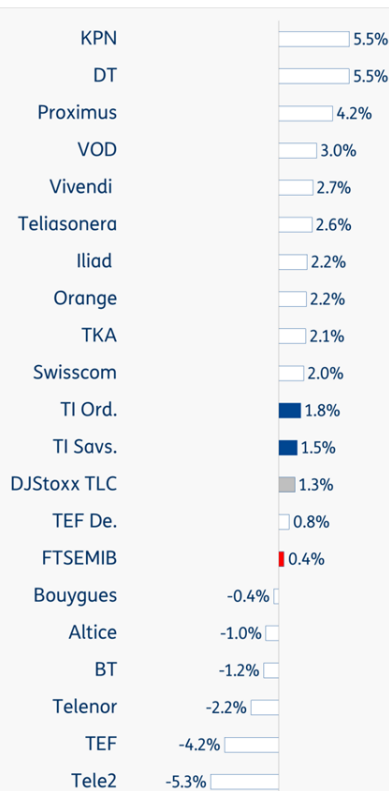 KPN 5.5%
DT 5.5%
Proximus 4.2%
VOD 3.0%
Vivendi 2.7%
Teliasonera 2.6%
Iliad 2.2%
Orange 2.2%
TKA 2.1%
Swisscom 2.0%
TI Ord. 1.8%
TI Savs. 1.5%
DJStoxx TLC 1.3%
TEF De. 0.8%
FTSEMIB 0.4%
Bouygues -0.4%
Altice -1.0%
BT -1.2%
Telenor -2.2%
TEF -4.2%
Tele2 -5.3%